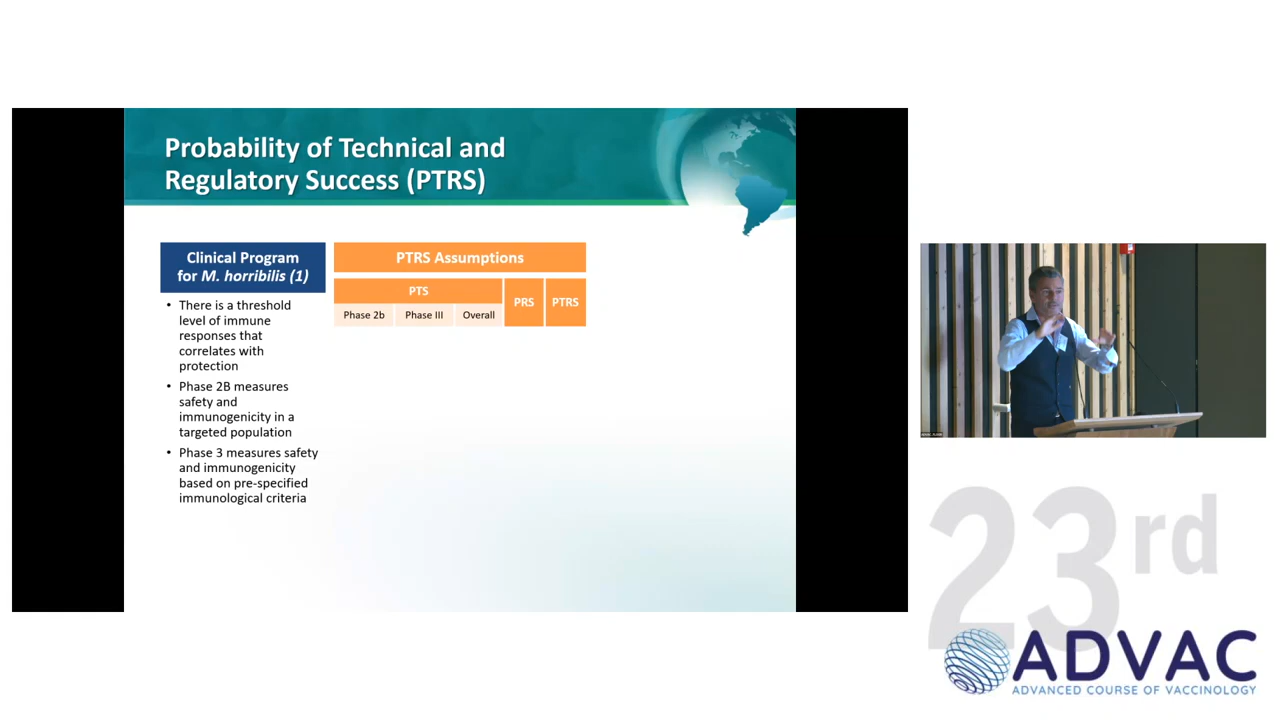 Probability of Technical and
Regulatory Success (PTRS)
Clinical Program
for M. horribilis (1)
• There is a threshold
level of immune
responses that
correlates with
protection
• Phase 2B measures
safety and
immunogenicity in a
targeted population
• Phase 3 measures safety
and immunogenicity
based on pre-specified
immunological criteria
PTRS Assumptions
PTS
PRS
PTRS
Phase 2b
Phase III
Overall
23rd
ADVAC
ADVANCED COURSE OF VACCINOLOGY